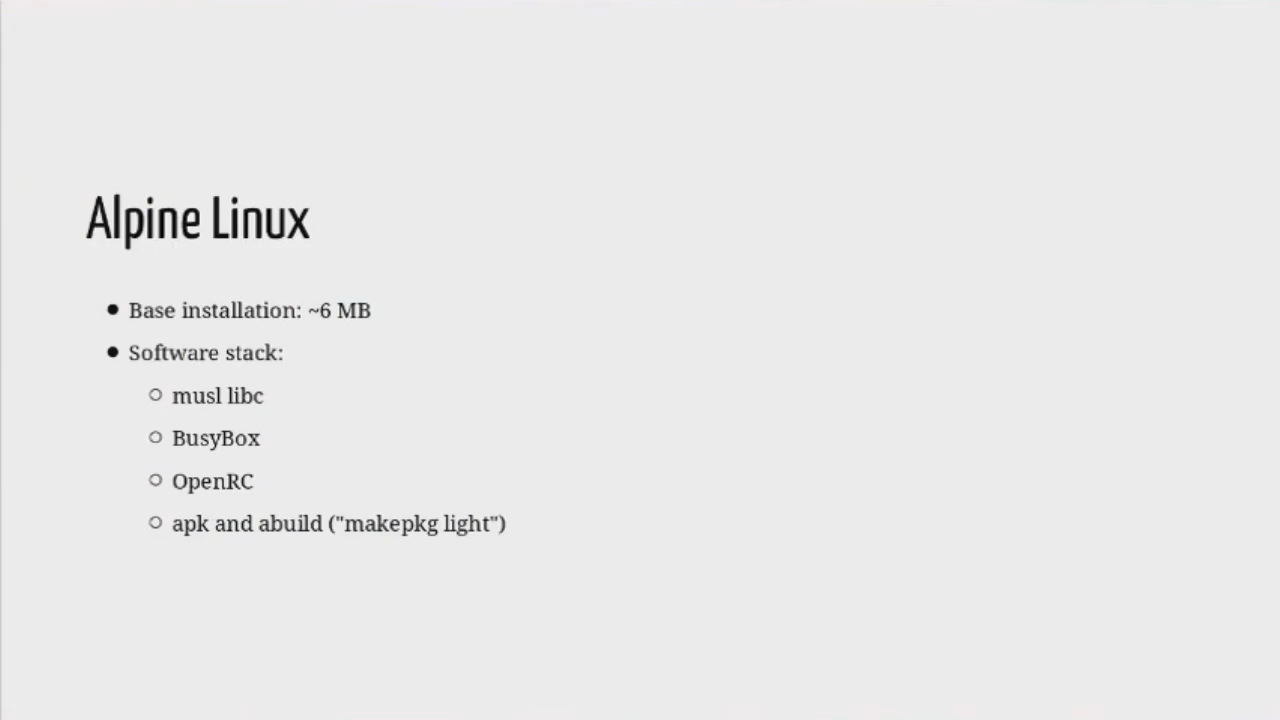 Alpine Linux
● Base installation: ~6 MB
● Software stack:
○ musl libc
○ BusyBox
○ OpenRC
○ apk and abuild ("makepkg light")